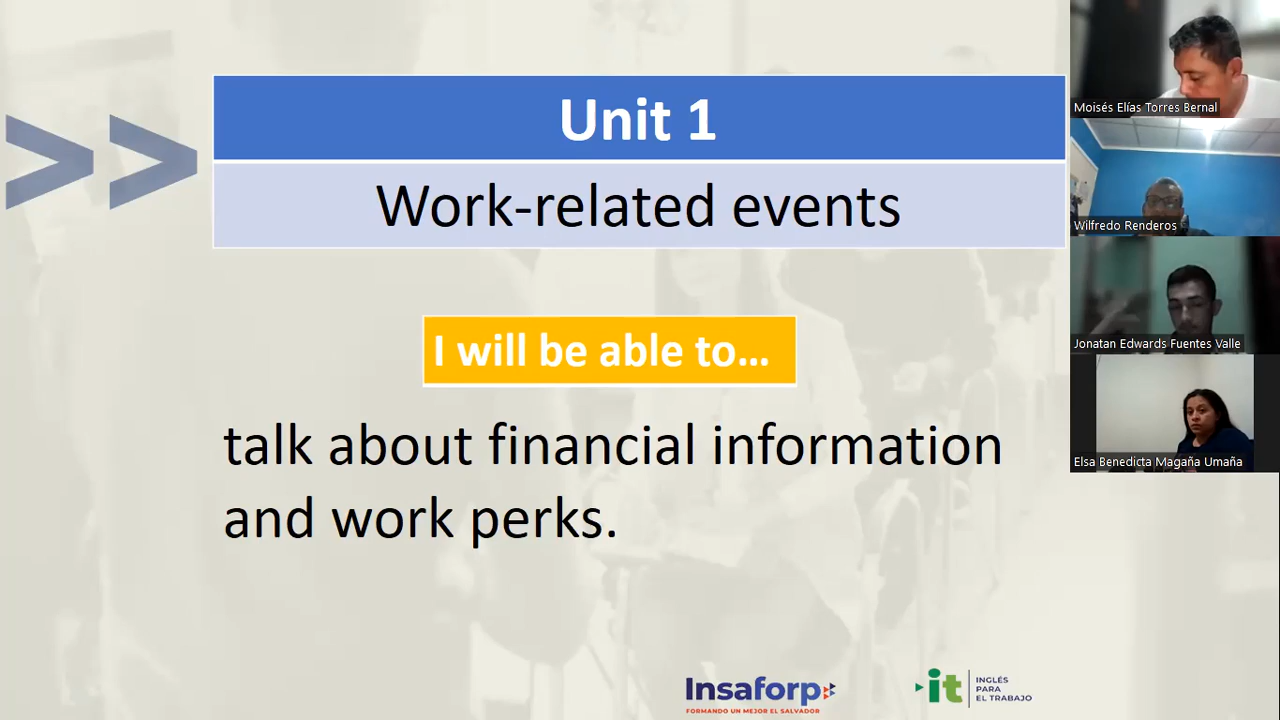 Unit 1
Work-related events
I will be able to...
talk about financial information
and work perks.
Moisés Elías Torres Bernal
Wilfredo Renderos
Jonatan Edwards Fuentes Valle
Elsa Benedicta Magaña Umaña
Insaforp
FORMANDO UN MEJOR EL SALVADOR
it
INGLÉS
PARA
EL TRABAJO